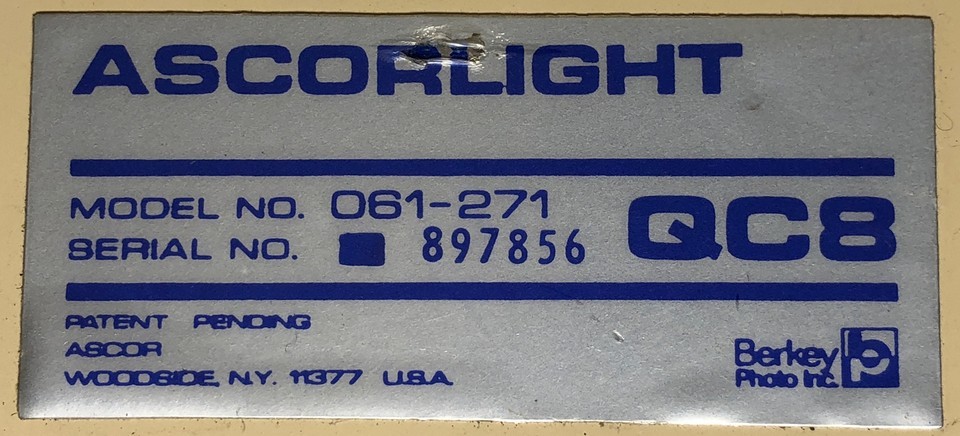 ASCORLIGHT
MODEL NO. 061-271
SERIAL NO. 897856
QC8
PATENT PENDING
ASCOR
WOODSIDE, N.Y. 11377 U.S.A.
Berkey
Photo Inc.